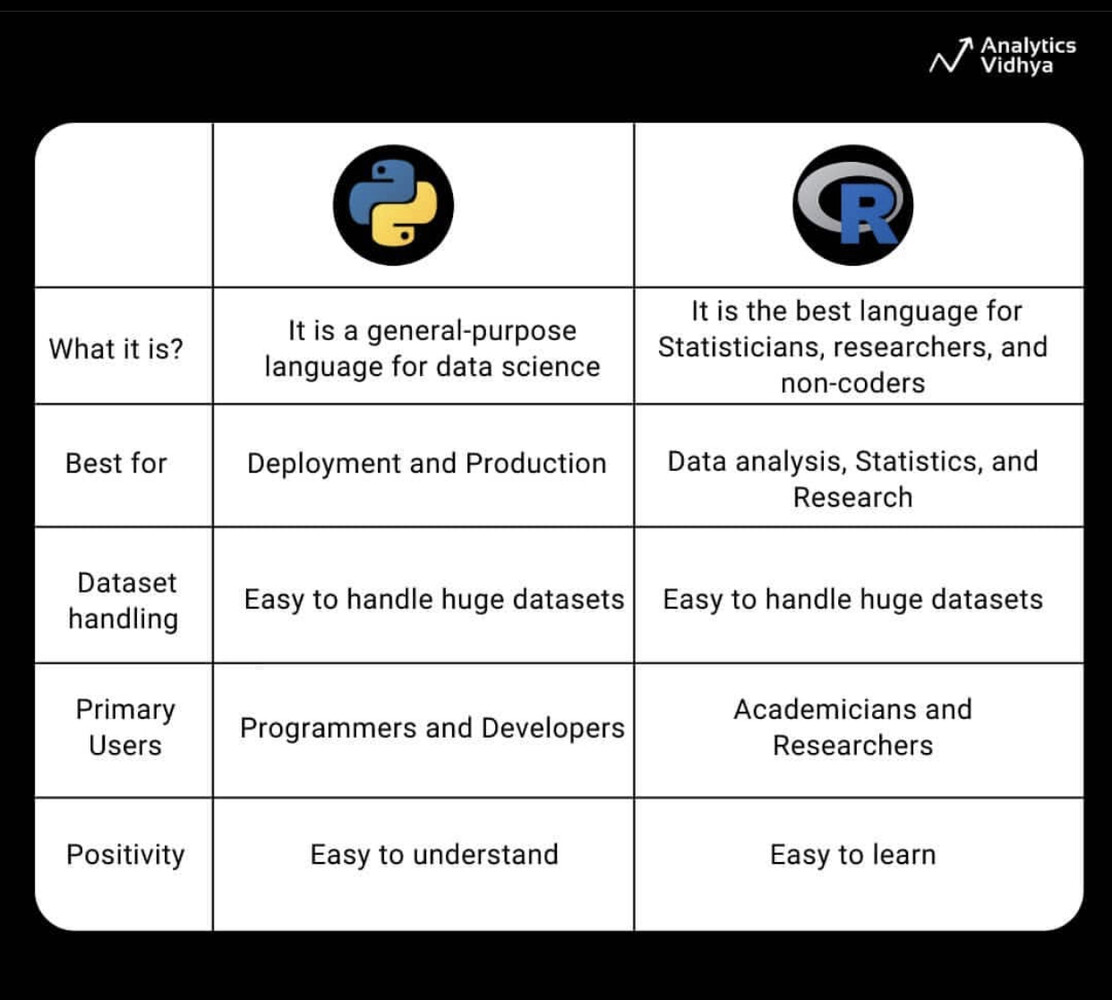 Analytics
Vidhya
What it is?
It is a general-purpose
language for data science
It is the best language for
Statisticians, researchers, and
non-coders
Best for
Deployment and Production
Data analysis, Statistics, and
Research
Dataset
handling
Easy to handle huge datasets
Easy to handle huge datasets
Primary
Users
Programmers and Developers
Academicians and
Researchers
Positivity
Easy to understand
Easy to learn